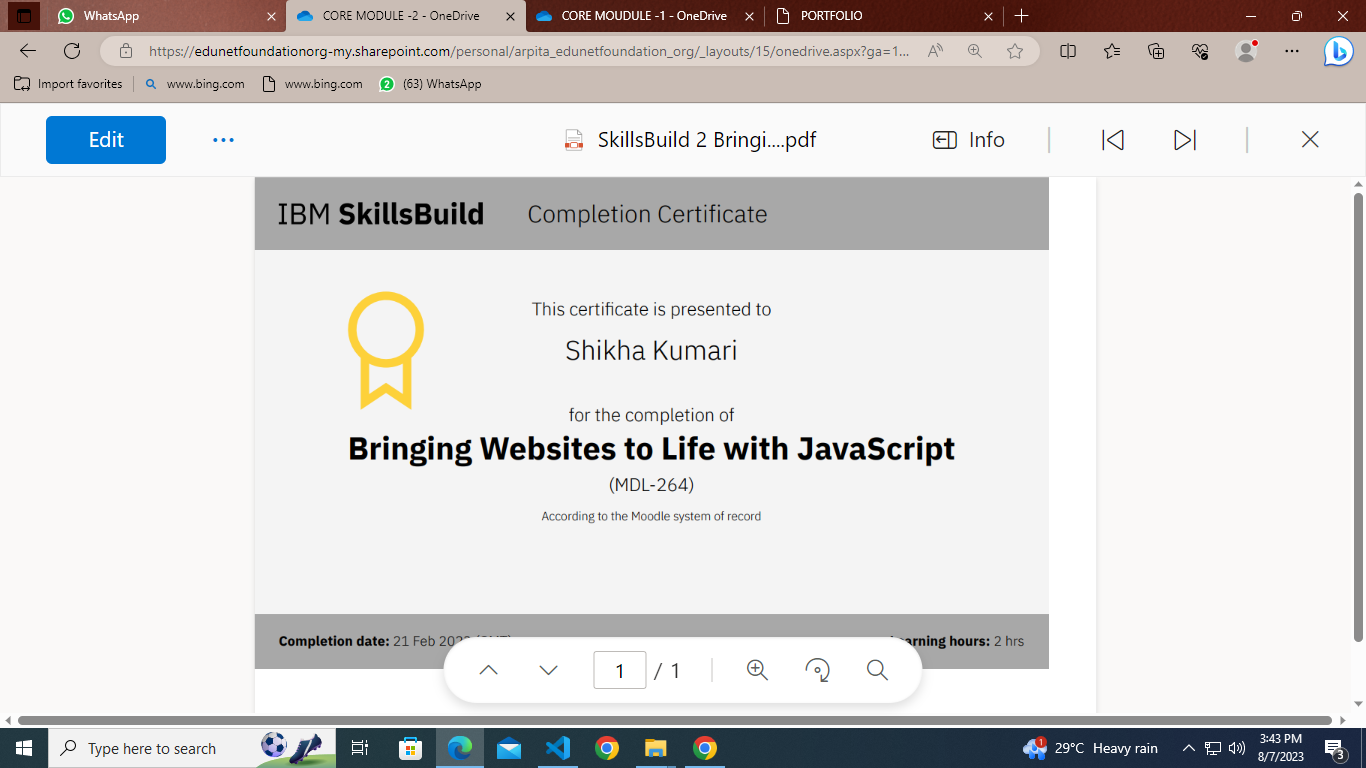 WhatsApp
CORE MODULE -2 - OneDrive
CORE MOUDULE -1 - OneDrive
PORTFOLIO
https://edunetfoundationorg-my.sharepoint.com/personal/arpita_edunetfoundation_org/_layouts/15/onedrive.aspx?ga=1...
Import favorites
www.bing.com
www.bing.com
2
(63) WhatsApp
Edit
SkillsBuild 2 Bringi....pdf
Info
IBM SkillsBuild
Completion Certificate
This certificate is presented to
Shikha Kumari
for the completion of
Bringing Websites to Life with JavaScript
(MDL-264)
According to the Moodle system of record
Completion date: 21 Feb
hours: 2 hrs
1 / 1
Type here to search
1
29°C Heavy rain
3:43 PM
8/7/2023
3